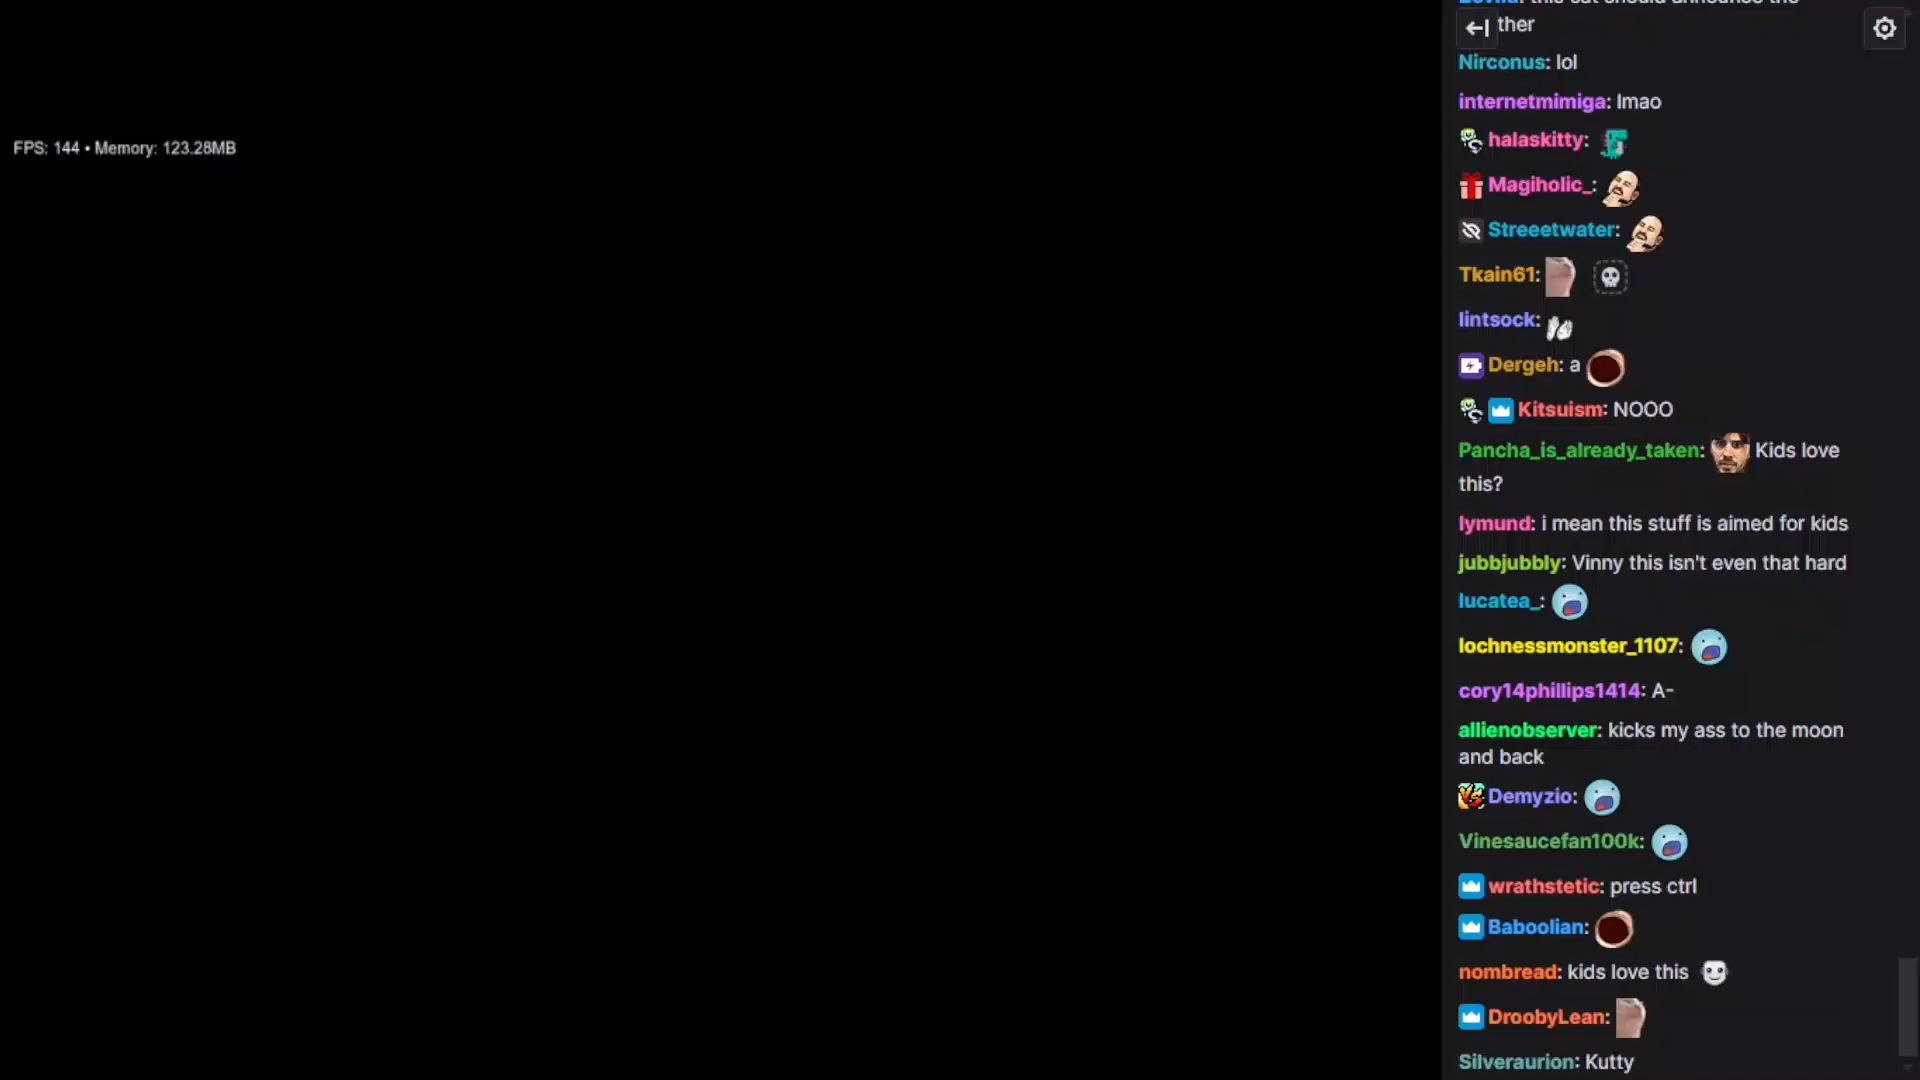 ther
FPS: 144 • Memory: 123.28MB
Nirconus: lol
internetmimiga: lmao
halaskitty:
Magiholic_:
Streeetwater:
Tkain61:
lintsock:
Dergeh: a
Kitsuism: NOOO
Pancha_is_already_taken: Kids love
this?
lymund: i mean this stuff is aimed for kids
jubbjubbly: Vinny this isn't even that hard
lucatea_:
lochnessmonster_1107:
cory14phillips1414: A-
allienobserver: kicks my ass to the moon
and back
Demyzio:
Vinesaucefan100k:
wrathstetic: press ctrl
Baboolian:
nombread: kids love this
DroobyLean:
Silveraurion: Kutty